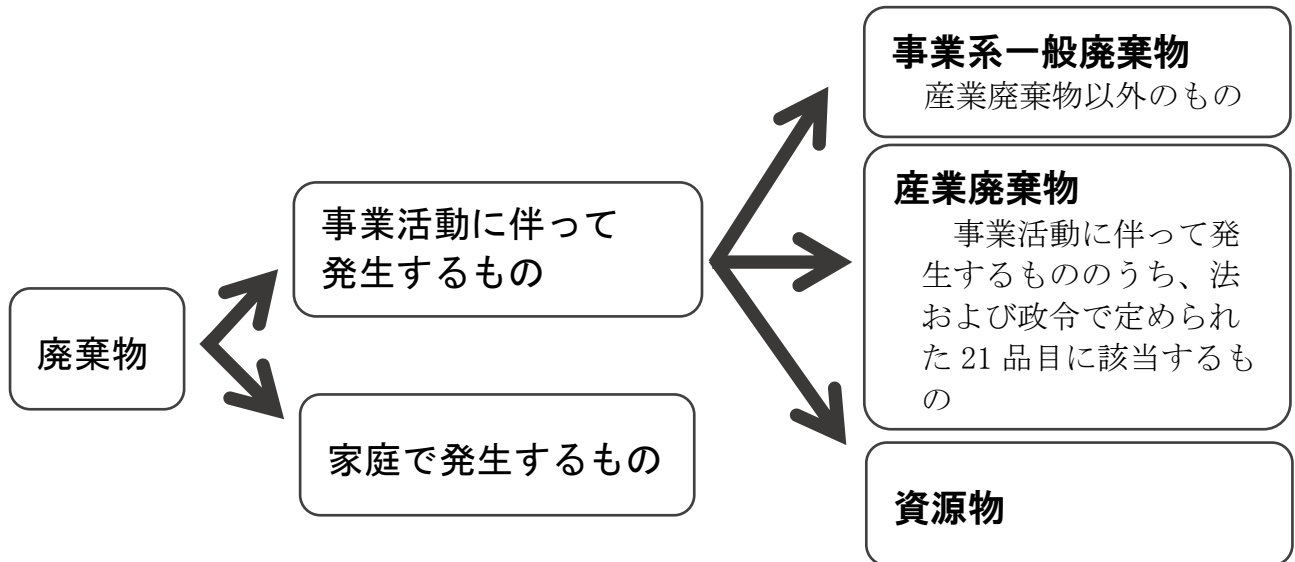 廃棄物
事業活動に伴って
発生するもの
家庭で発生するもの
事業系一般廃棄物
産業廃棄物以外のもの
産業廃棄物
事業活動に伴って発
生するもののうち、法
および政令で定められ
た 21 品目に該当するも
の
資源物